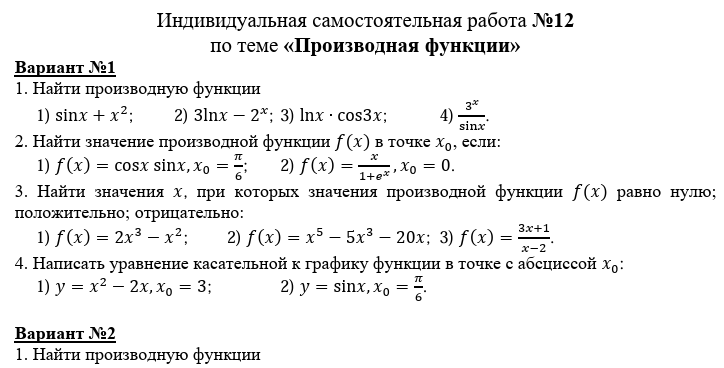 Индивидуальная самостоятельная работа №12
по теме «Производная функции»
Вариант №1
1. Найти производную функции
1) sinx + x²; 2) 3lnx − 2ˣ; 3) lnx · cos3x; 4) 3ˣ/sinx.
2. Найти значение производной функции f(x) в точке x₀, если:
1) f(x) = cosx sinx, x₀ = π/6; 2) f(x) = x/(1+eˣ), x₀ = 0.
3. Найти значения x, при которых значения производной функции f(x) равно нулю;
положительно; отрицательно:
1) f(x) = 2x³ − x²; 2) f(x) = x⁵ − 5x³ − 20x; 3) f(x) = (3x+1)/(x−2).
4. Написать уравнение касательной к графику функции в точке с абсциссой x₀:
1) y = x² − 2x, x₀ = 3; 2) y = sinx, x₀ = π/6.
Вариант №2
1. Найти производную функции